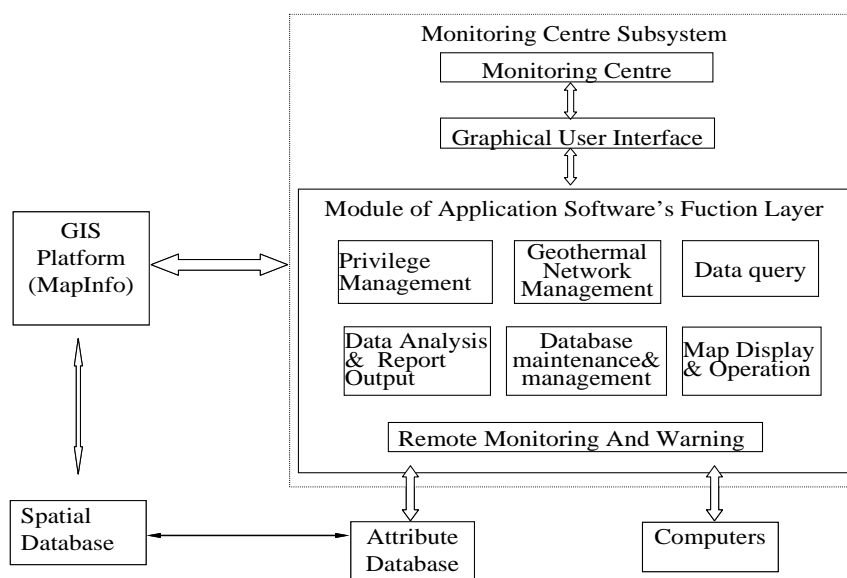 Monitoring Centre Subsystem
Monitoring Centre
Graphical User Interface
Module of Application Software's Fuction Layer
GIS
Platform
(MapInfo)
Privilege
Management
Geothermal
Network
Management
Data query
Data Analysis
& Report
Output
Database
maintenance&
management
Map Display
& Operation
Remote Monitoring And Warning
Spatial
Database
Attribute
Database
Computers